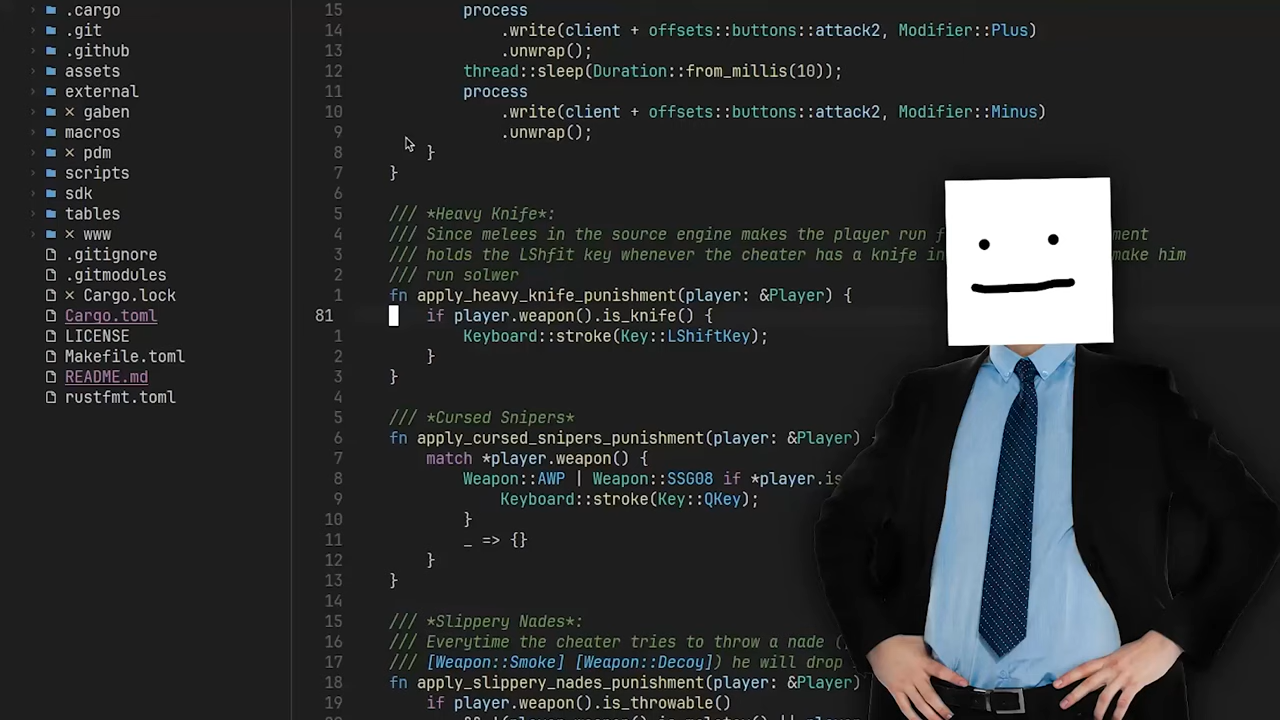 .cargo
.git
.github
assets
external
× gaben
macros
× pdm
scripts
sdk
tables
× www
.gitignore
.gitmodules
× Cargo.lock
Cargo.toml
LICENSE
Makefile.toml
README.md
rustfmt.toml
15 process
14 .write(client + offsets::buttons::attack2, Modifier::Plus)
13 .unwrap();
12 thread::sleep(Duration::from_millis(10));
11 process
10 .write(client + offsets::buttons::attack2, Modifier::Minus)
9 .unwrap();
8 }
7 }
6
5 /// *Heavy Knife*:
4 /// Since melees in the source engine makes the player run
3 /// holds the LShfit key whenever the cheater has a knife in make him
2 /// run solwer
1 fn apply_heavy_knife_punishment(player: &Player) {
81 if player.weapon().is_knife() {
1 Keyboard::stroke(Key::LShiftKey);
2 }
3 }
4
5 /// *Cursed Snipers*
6 fn apply_cursed_snipers_punishment(player: &Player)
7 match *player.weapon() {
8 Weapon::AWP | Weapon::SSG08 if *player.is
9 Keyboard::stroke(Key::QKey);
10 }
11 _ => {}
12 }
13 }
14
15 /// *Slippery Nades*:
16 /// Everytime the cheater tries to throw a nade (
17 /// [Weapon::Smoke] [Weapon::Decoy]) he will drop
18 fn apply_slippery_nades_punishment(player: &Player)
19 if player.weapon().is_throwable()